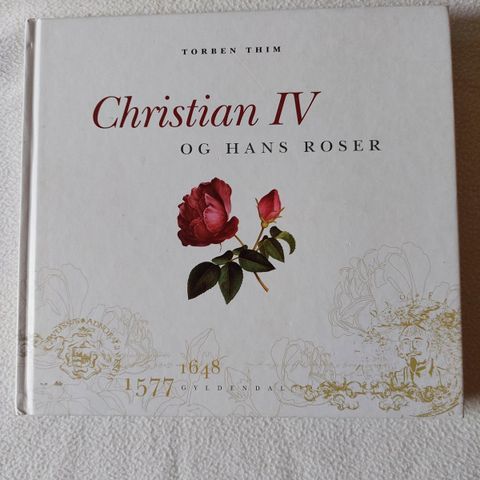 TORBEN THIM
Christian IV
OG HANS ROSER
1577 1648
GYLDENDAL